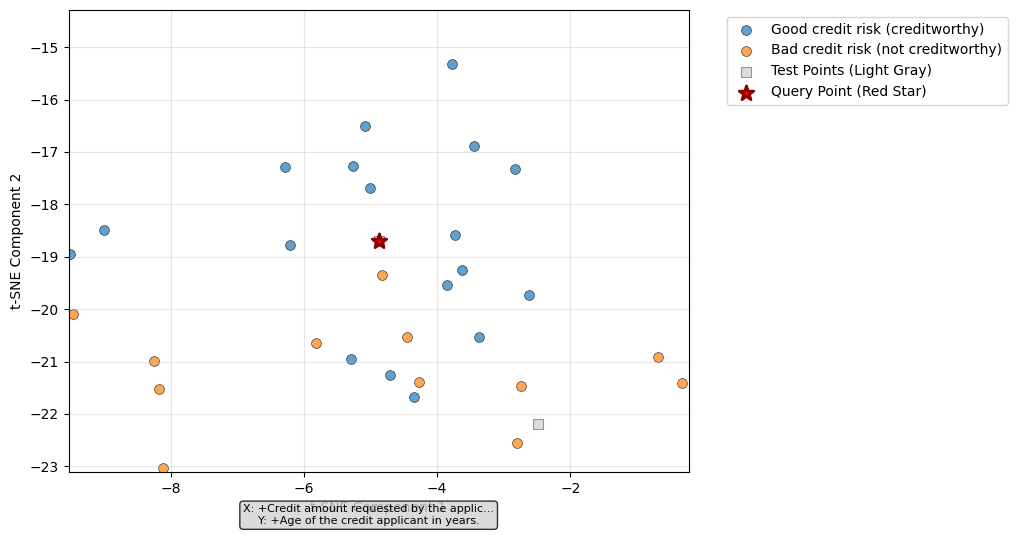 −15
−16
−17
−18
−19
−20
−21
−22
−23
t-SNE Component 2
−8
−6
−4
−2
X: +Credit amount requested by the applic...
Y: +Age of the credit applicant in years.
Good credit risk (creditworthy)
Bad credit risk (not creditworthy)
Test Points (Light Gray)
Query Point (Red Star)